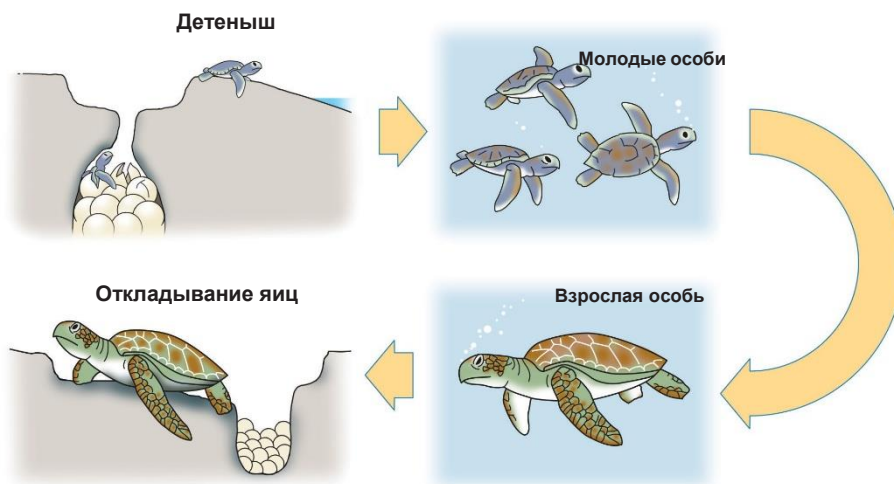 Детеныш
Молодые особи
Откладывание яиц
Взрослая особь